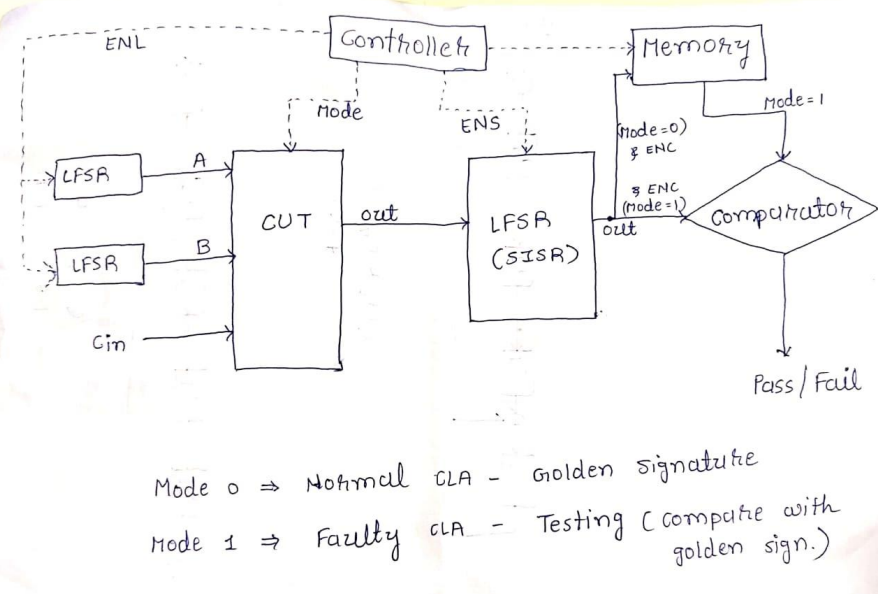 ENL
Controller
Memory
Mode
ENS
Mode=1
(Mode=0)
& ENC
& ENC
(Mode=1)
LFSR
A
CUT
out
LFSR
(SISR)
out
Comparator
LFSR
B
Cin
Pass/Fail
Mode 0 ⇒ Normal CLA - Golden signature
Mode 1 ⇒ Faulty CLA - Testing (compare with
golden sign.)